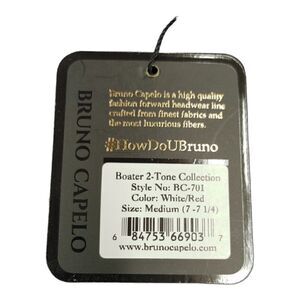 BRUNO CAPELO
Bruno Capelo is a high quality
fashion forward headwear line
crafted from finest fabrics and
the most luxurious fibers.
#HowDoUBruno
Boater 2-Tone Collection
Style No: BC-701
Color: White/Red
Size: Medium (7 -7 1/4)
6 84753 66903 7
www.brunocapelo.com